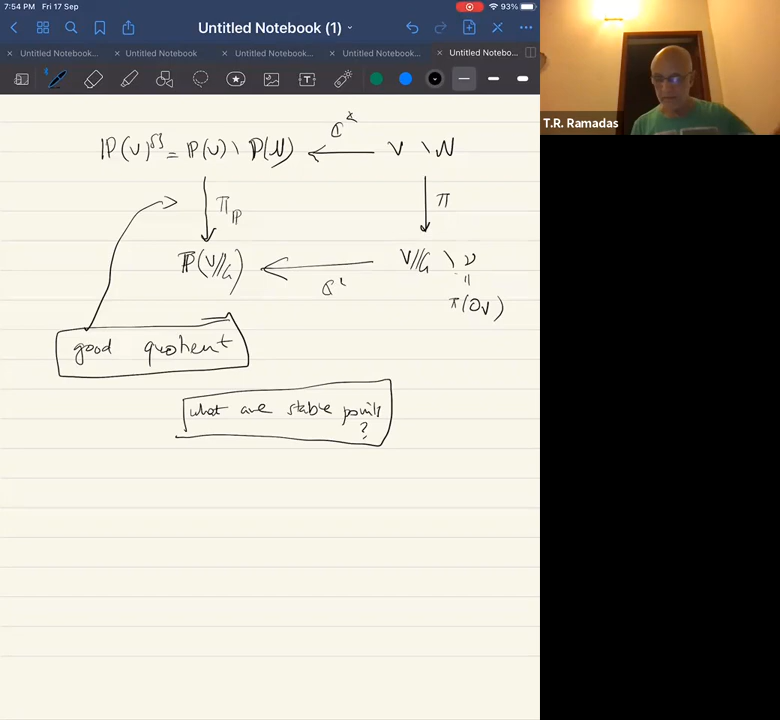 7:54 PM Fri 17 Sep
93%
Untitled Notebook (1)
Untitled Notebook...
Untitled Notebook
Untitled Notebook...
Untitled Notebook...
Untitled Notebo...
T.R. Ramadas
ℙ(V)^ss = ℙ(V) \ ℙ(N) ← V \ N
ℂ*
π_ℙ
π
ℙ(V//G) ← V//G \ ν
ℂ*
"
π(0_V)
good quotient
what are stable points
?